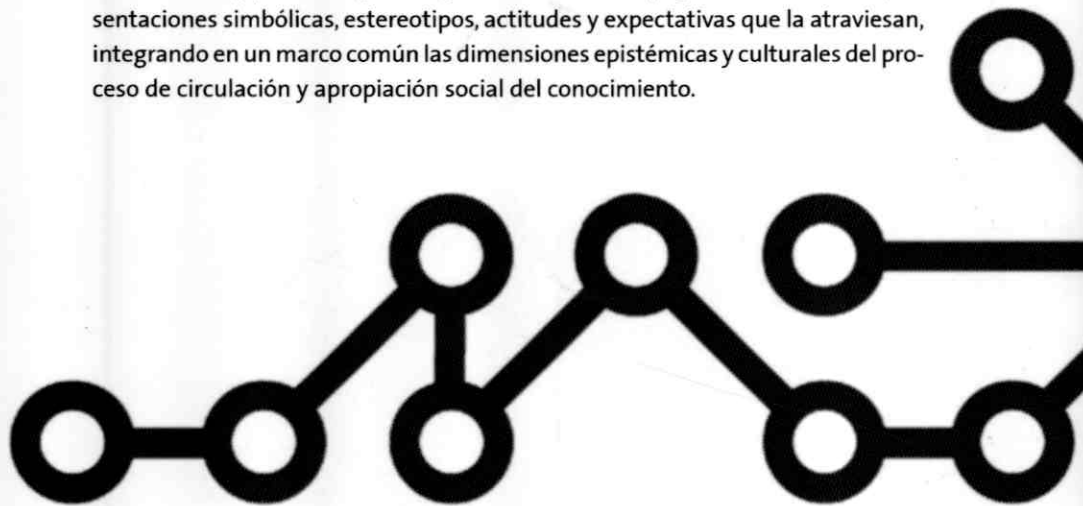 sentaciones simbólicas, estereotipos, actitudes y expectativas que la atraviesan,
integrando en un marco común las dimensiones epistémicas y culturales del pro-
ceso de circulación y apropiación social del conocimiento.